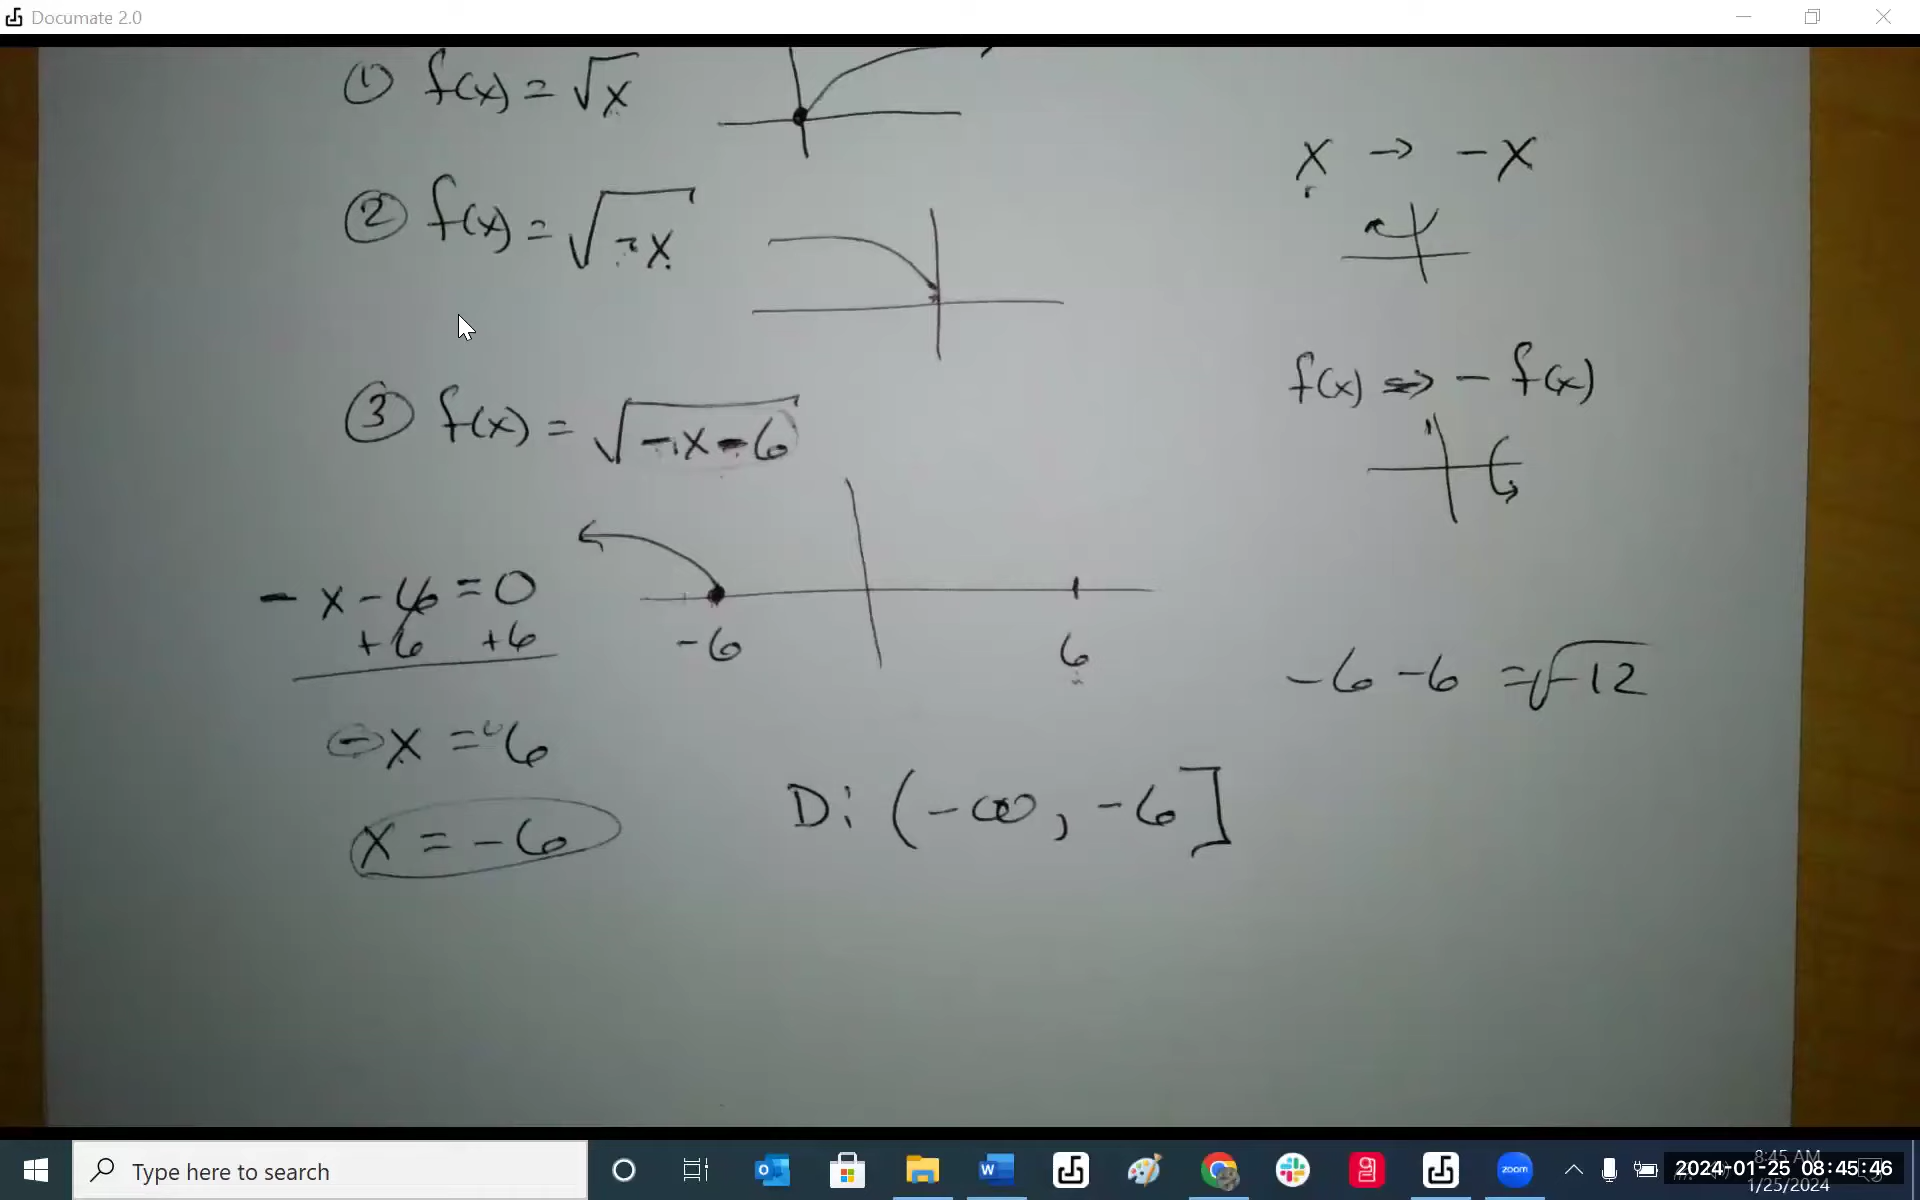 Documate 2.0
① f(x) = √x
② f(x) = √-x
③ f(x) = √-x-6
x → -x
f(x) => - f(x)
- x - 6 = 0
+6 +6
-6
6
-6 -6 = √-12
- x = 6
x = -6
D: (-∞, -6]
Type here to search
zoom
8:45 AM
2024-01-25 08:45:46
1/25/2024